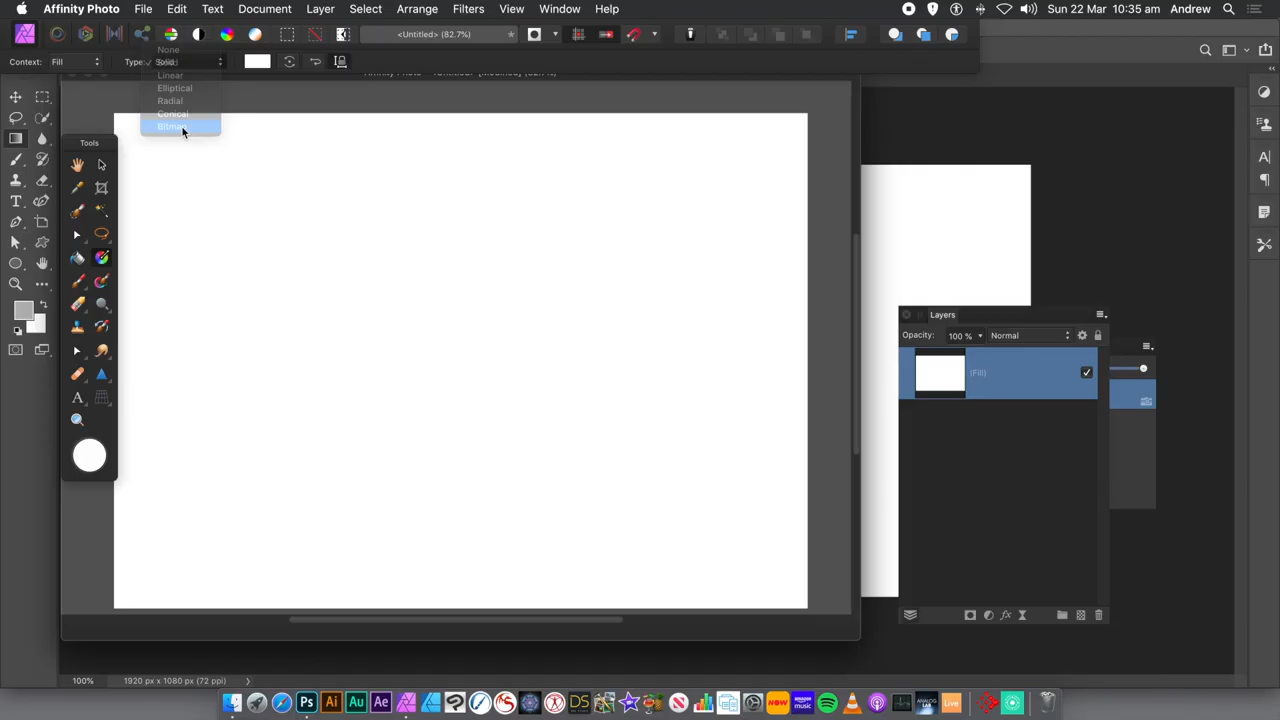 Affinity Photo File Edit Text Document Layer Select Arrange Filters View Window Help Sun 22 Mar 10:35 am Andrew
<Untitled> (82.7%)
None
Context: Fill Type: Solid
Linear
Elliptical
Radial
Conical
Bitmap
Tools
Layers
Opacity: 100 % Normal
(Fill)
100% 1920 px x 1080 px (72 ppi)